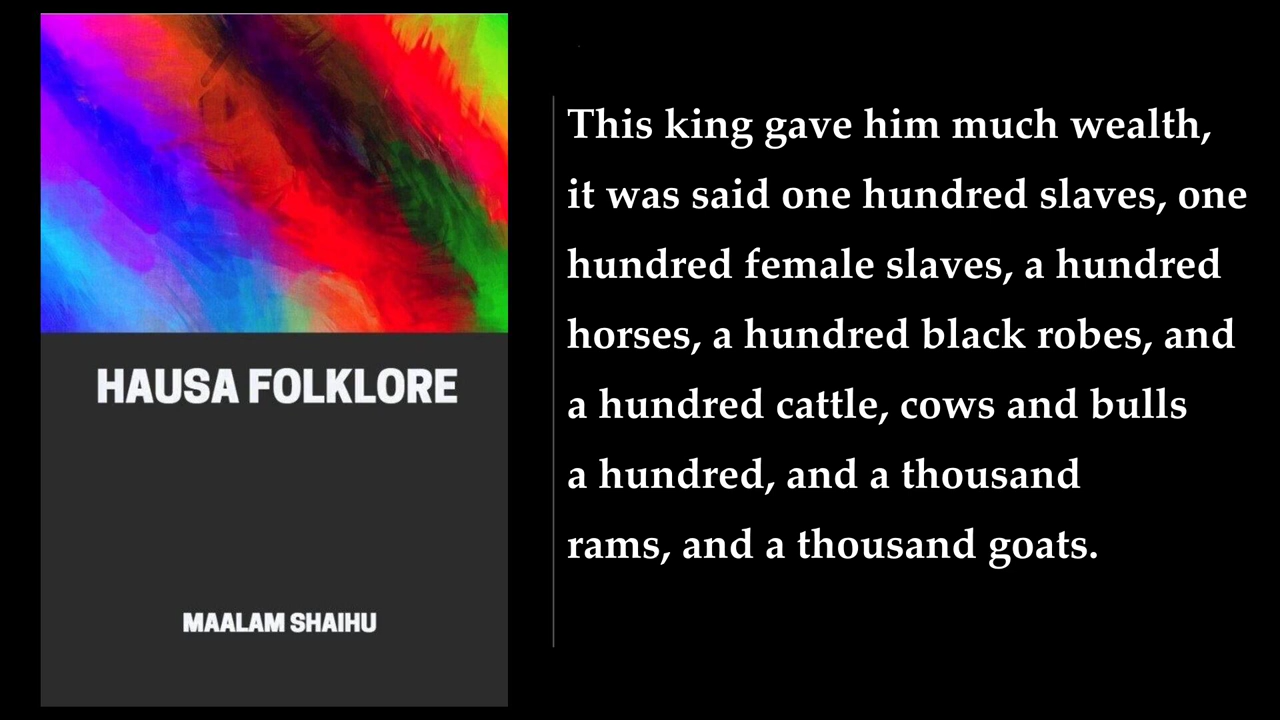 HAUSA FOLKLORE
MAALAM SHAIHU
This king gave him much wealth,
it was said one hundred slaves, one
hundred female slaves, a hundred
horses, a hundred black robes, and
a hundred cattle, cows and bulls
a hundred, and a thousand
rams, and a thousand goats.